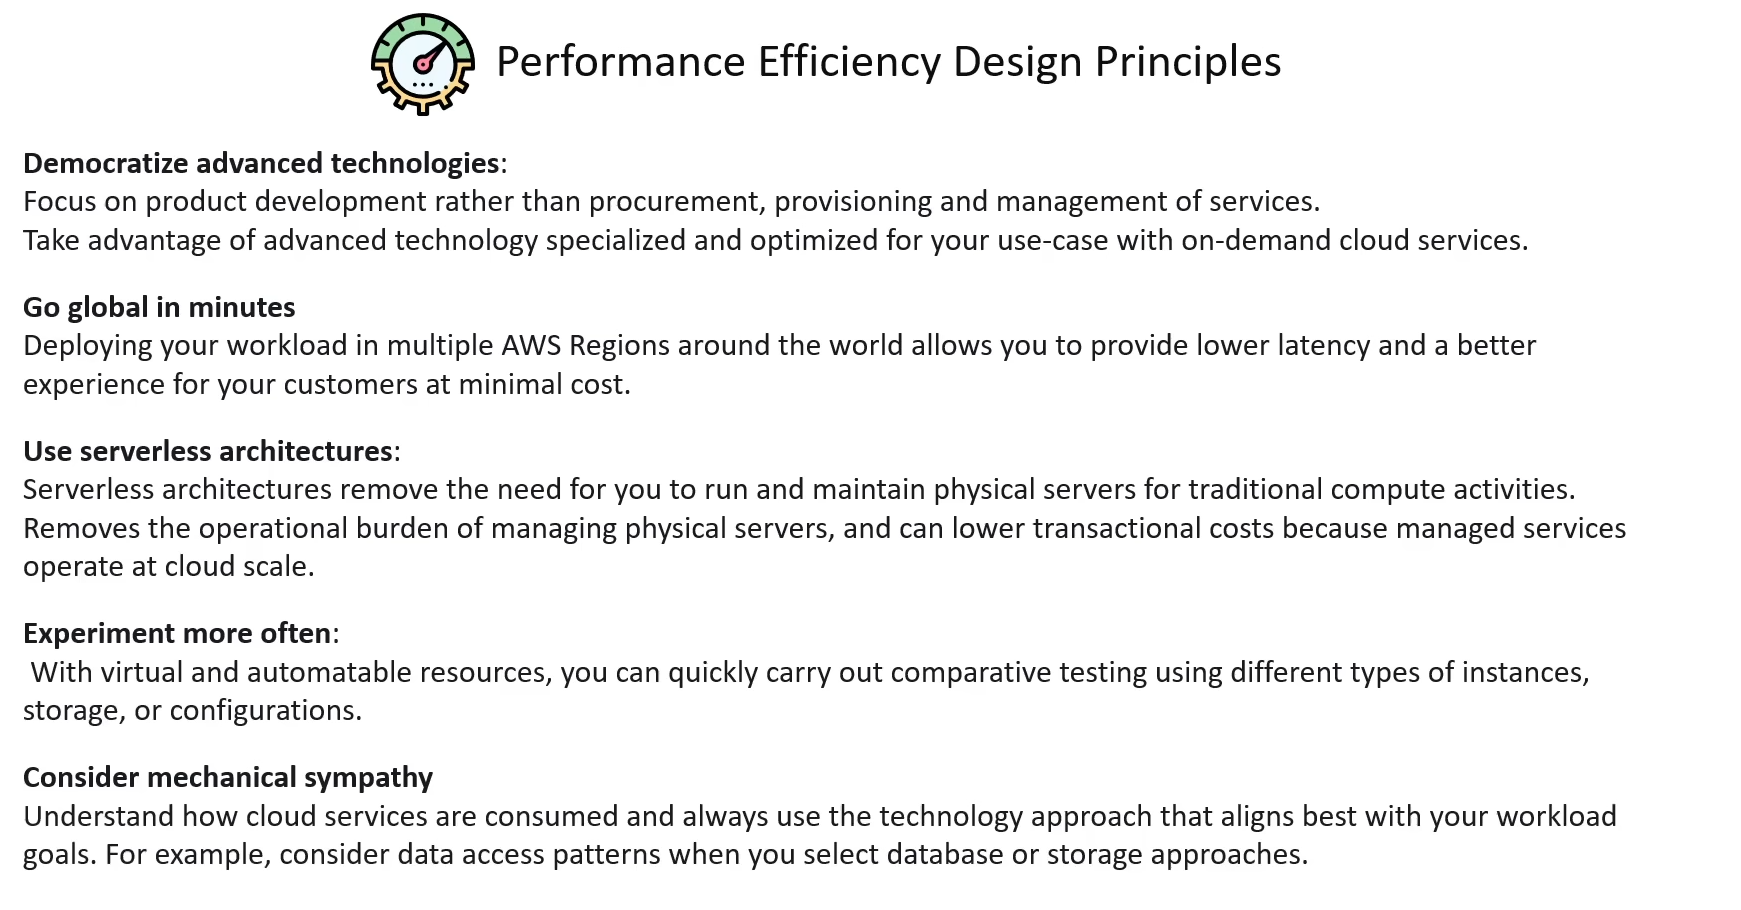 Performance Efficiency Design Principles
Democratize advanced technologies:
Focus on product development rather than procurement, provisioning and management of services.
Take advantage of advanced technology specialized and optimized for your use-case with on-demand cloud services.
Go global in minutes
Deploying your workload in multiple AWS Regions around the world allows you to provide lower latency and a better
experience for your customers at minimal cost.
Use serverless architectures:
Serverless architectures remove the need for you to run and maintain physical servers for traditional compute activities.
Removes the operational burden of managing physical servers, and can lower transactional costs because managed services
operate at cloud scale.
Experiment more often:
With virtual and automatable resources, you can quickly carry out comparative testing using different types of instances,
storage, or configurations.
Consider mechanical sympathy
Understand how cloud services are consumed and always use the technology approach that aligns best with your workload
goals. For example, consider data access patterns when you select database or storage approaches.